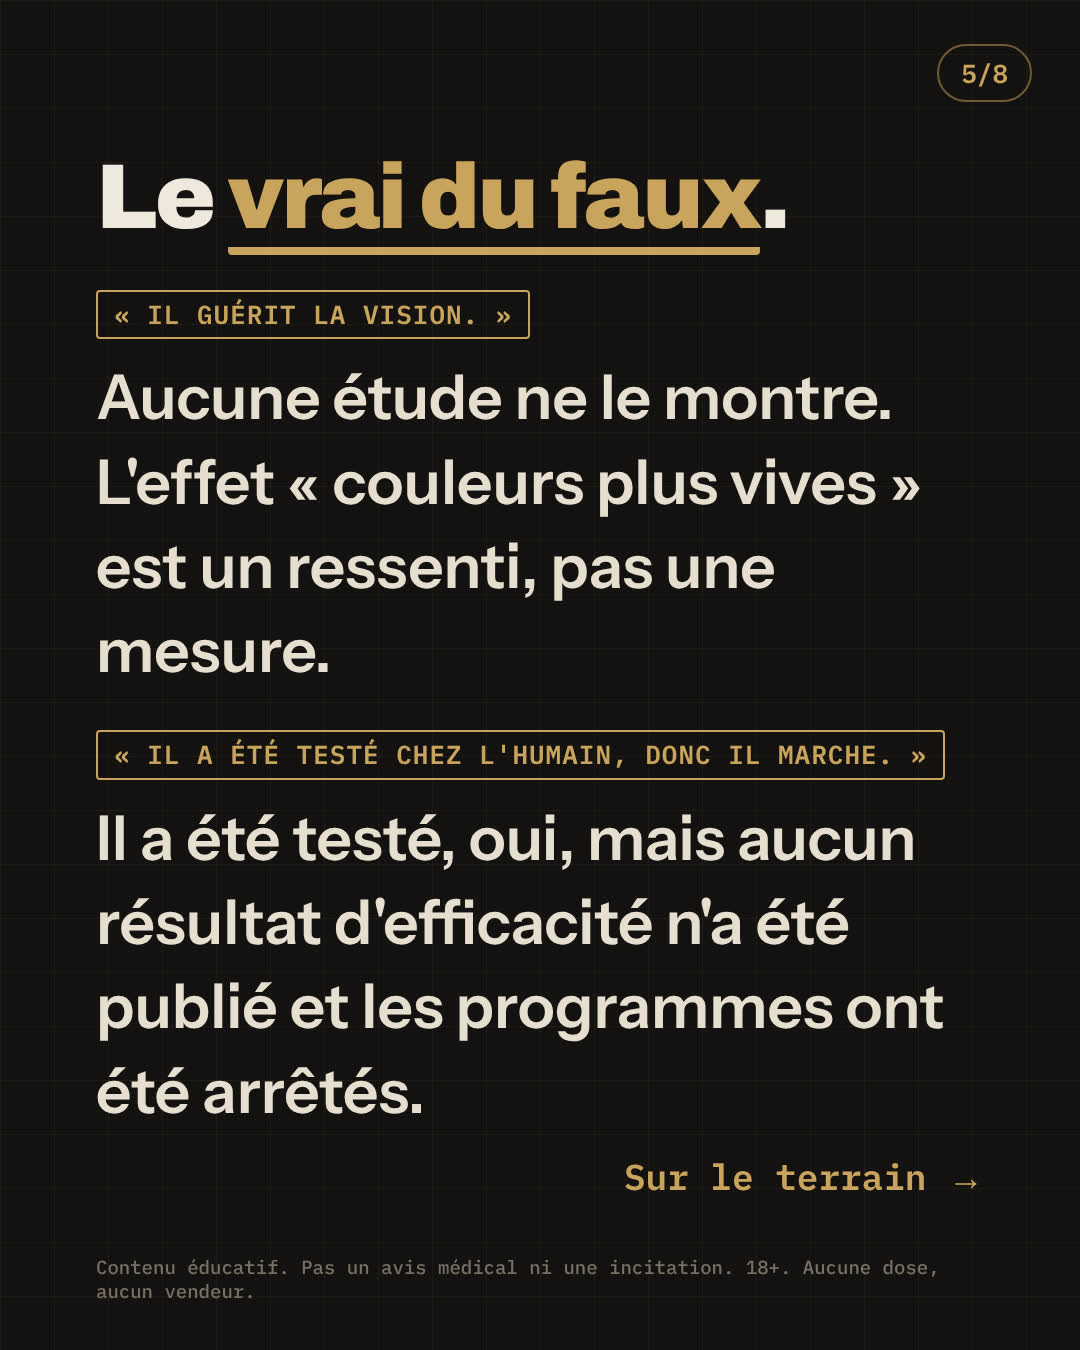 5/8
Le vrai du faux.
« IL GUÉRIT LA VISION. »
Aucune étude ne le montre.
L'effet « couleurs plus vives »
est un ressenti, pas une
mesure.
« IL A ÉTÉ TESTÉ CHEZ L'HUMAIN, DONC IL MARCHE. »
Il a été testé, oui, mais aucun
résultat d'efficacité n'a été
publié et les programmes ont
été arrêtés.
Sur le terrain →
Contenu éducatif. Pas un avis médical ni une incitation. 18+. Aucune dose,
aucun vendeur.